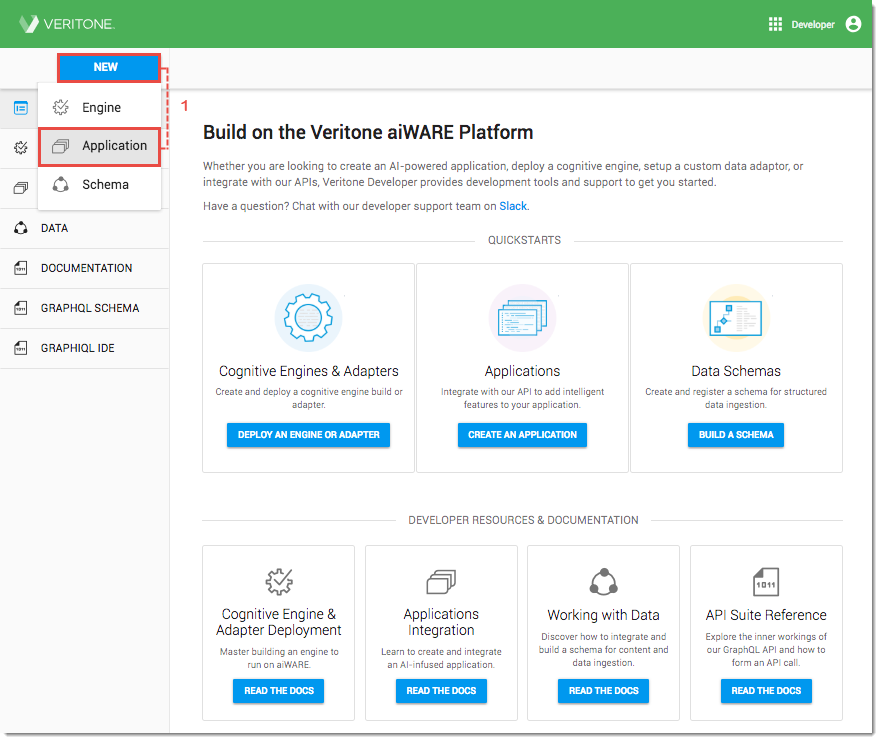 VERITONE
Developer
NEW
1
Engine
Application
Schema
DATA
DOCUMENTATION
GRAPHQL SCHEMA
GRAPHIQL IDE
Build on the Veritone aiWARE Platform
Whether you are looking to create an AI-powered application, deploy a cognitive engine, setup a custom data adaptor, or
integrate with our APIs, Veritone Developer provides development tools and support to get you started.
Have a question? Chat with our developer support team on Slack.
QUICKSTARTS
Cognitive Engines & Adapters
Create and deploy a cognitive engine build or
adapter.
DEPLOY AN ENGINE OR ADAPTER
Applications
Integrate with our API to add intelligent
features to your application.
CREATE AN APPLICATION
Data Schemas
Create and register a schema for structured
data ingestion.
BUILD A SCHEMA
DEVELOPER RESOURCES & DOCUMENTATION
Cognitive Engine &
Adapter Deployment
Master building an engine to
run on aiWARE.
READ THE DOCS
Applications
Integration
Learn to create and integrate
an AI-infused application.
READ THE DOCS
Working with Data
Discover how to integrate and
build a schema for content and
data ingestion.
READ THE DOCS
1011
API Suite Reference
Explore the inner workings of
our GraphQL API and how to
form an API call.
READ THE DOCS